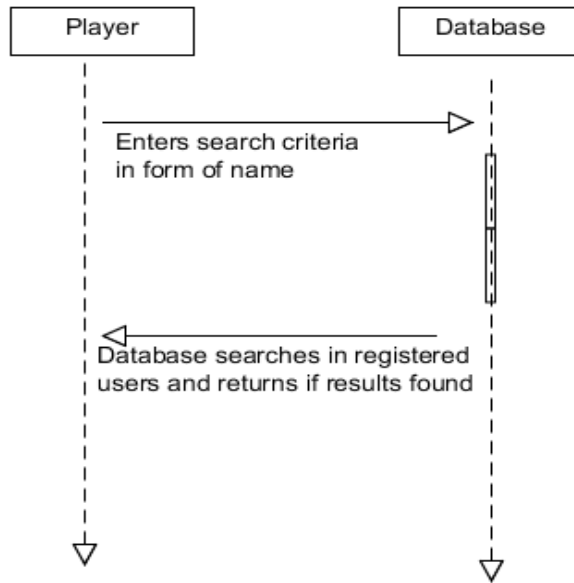 Player
Database
Enters search criteria
in form of name
Database searches in registered
users and returns if results found